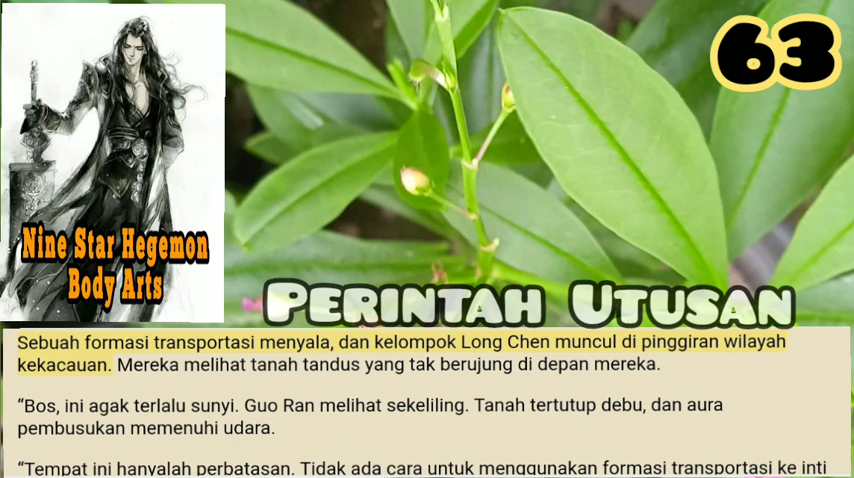 63
Nine Star Hegemon
Body Arts
PERINTAH UTUSAN
Sebuah formasi transportasi menyala, dan kelompok Long Chen muncul di pinggiran wilayah
kekacauan. Mereka melihat tanah tandus yang tak berujung di depan mereka.
“Bos, ini agak terlalu sunyi. Guo Ran melihat sekeliling. Tanah tertutup debu, dan aura
pembusukan memenuhi udara.
“Tempat ini hanyalah perbatasan. Tidak ada cara untuk menggunakan formasi transportasi ke inti